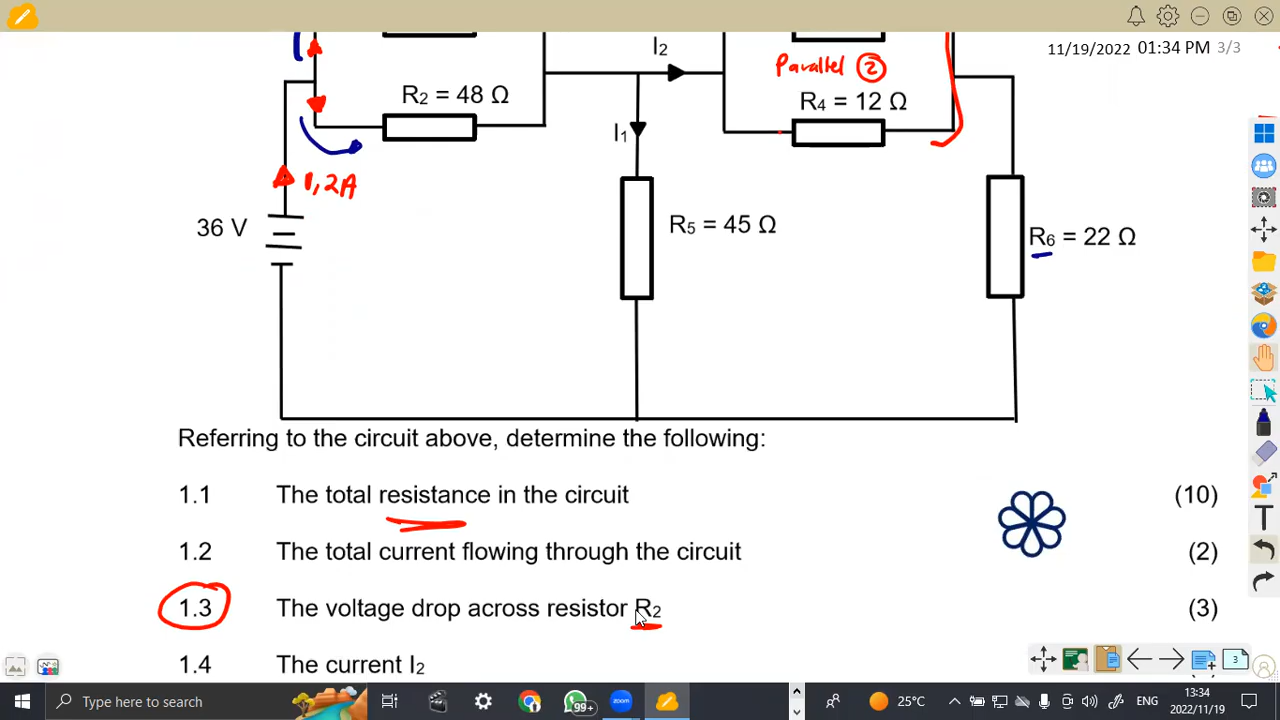 11/19/2022 01:34 PM 3/3
I₂
Parallel ②
R₂ = 48 Ω
R₄ = 12 Ω
I₁
1,2A
36 V
R₅ = 45 Ω
R₆ = 22 Ω
Referring to the circuit above, determine the following:
1.1 The total resistance in the circuit (10)
1.2 The total current flowing through the circuit (2)
1.3 The voltage drop across resistor R₂ (3)
1.4 The current I₂
T
3
Type here to search
99+
zoom
25°C
ENG
13:34
2022/11/19